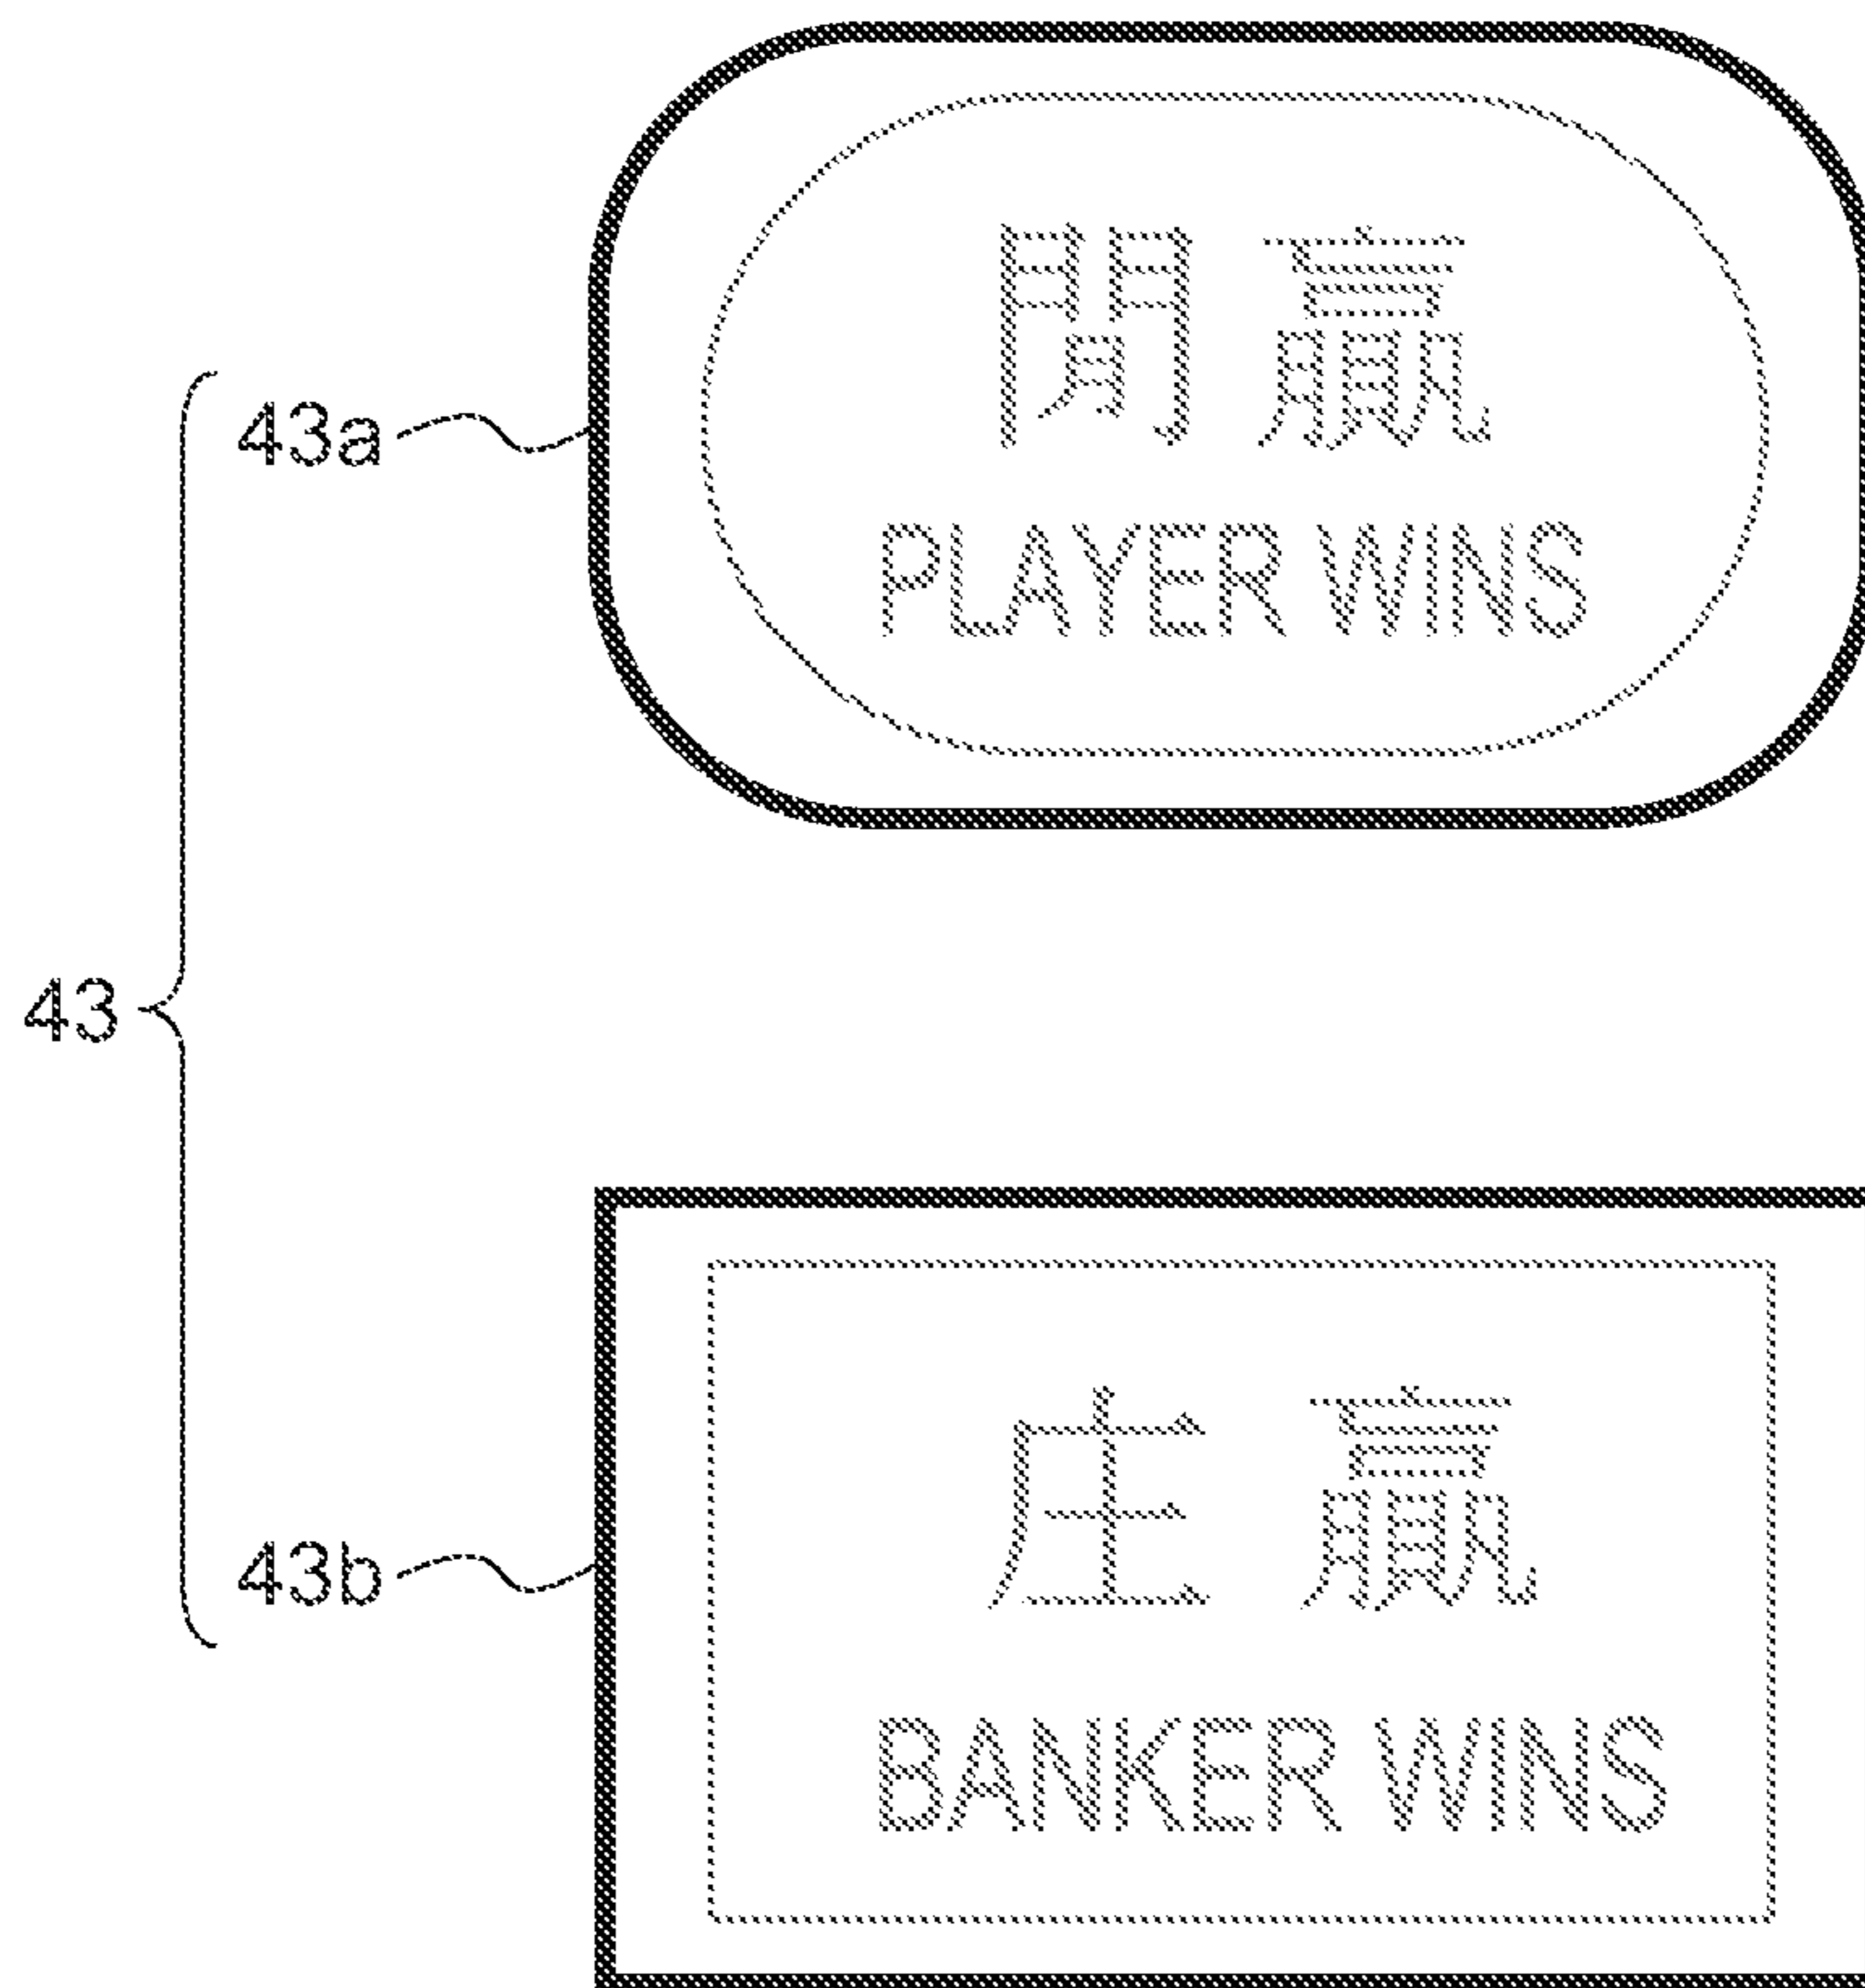 43
43a
閒 贏
PLAYER WINS
43b
庄 贏
BANKER WINS